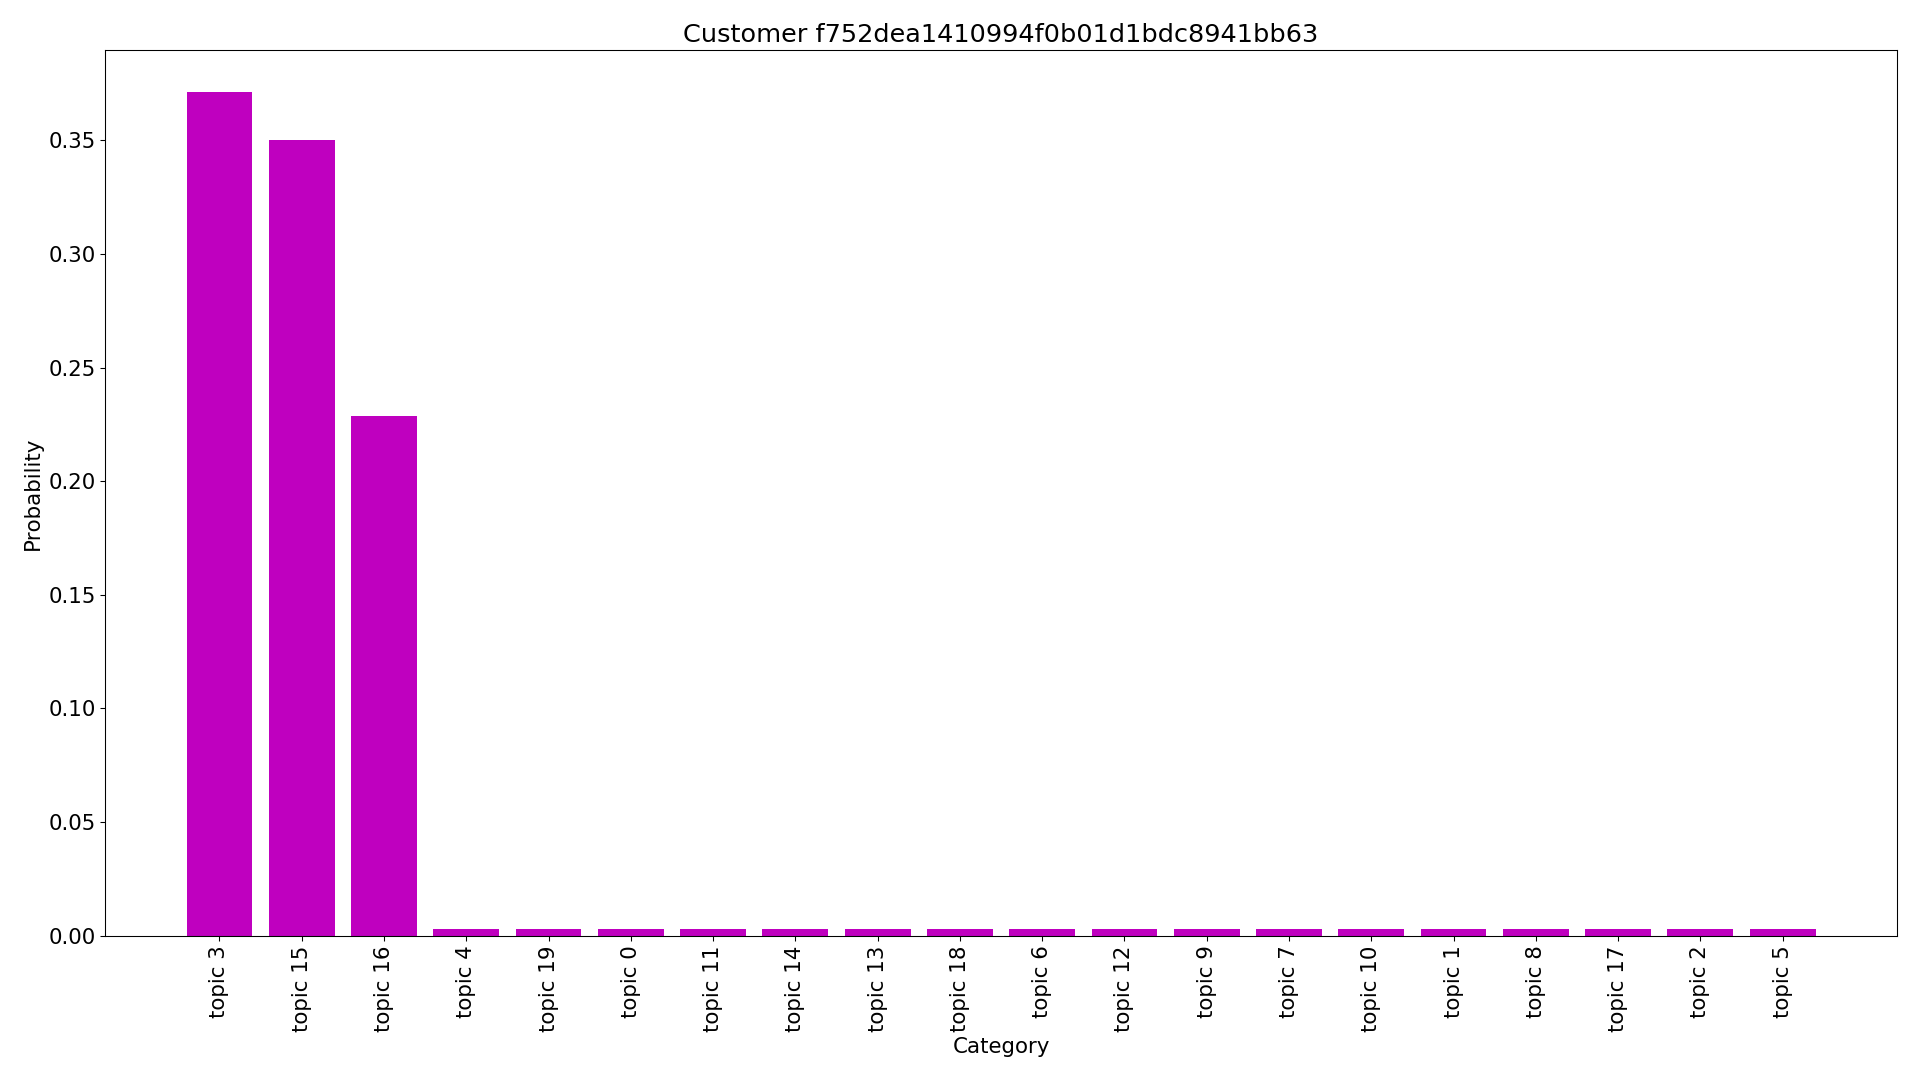 Customer f752dea1410994f0b01d1bdc8941bb63
Probability
0.35
0.30
0.25
0.20
0.15
0.10
0.05
0.00
topic 3
topic 15
topic 16
topic 4
topic 19
topic 0
topic 11
topic 14
topic 13
topic 18
topic 6
topic 12
topic 9
topic 7
topic 10
topic 1
topic 8
topic 17
topic 2
topic 5
Category